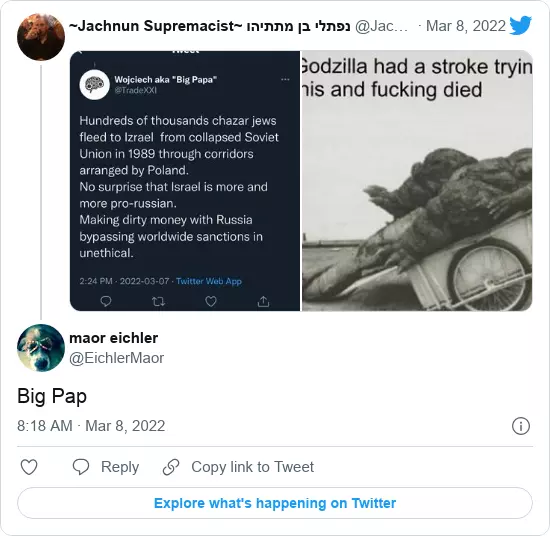 ~Jachnun Supremacist~ נפתלי בן מתתיהו @Jac... · Mar 8, 2022
Tweet
Wojciech aka "Big Papa"
@TradeXXI
Hundreds of thousands chazar jews
fleed to Izrael from collapsed Soviet
Union in 1989 through corridors
arranged by Poland.
No surprise that Israel is more and
more pro-russian.
Making dirty money with Russia
bypassing worldwide sanctions in
unethical.
2:24 PM · 2022-03-07 · Twitter Web App
Godzilla had a stroke tryin
his and fucking died
maor eichler
@EichlerMaor
Big Pap
8:18 AM · Mar 8, 2022
Reply
Copy link to Tweet
Explore what's happening on Twitter